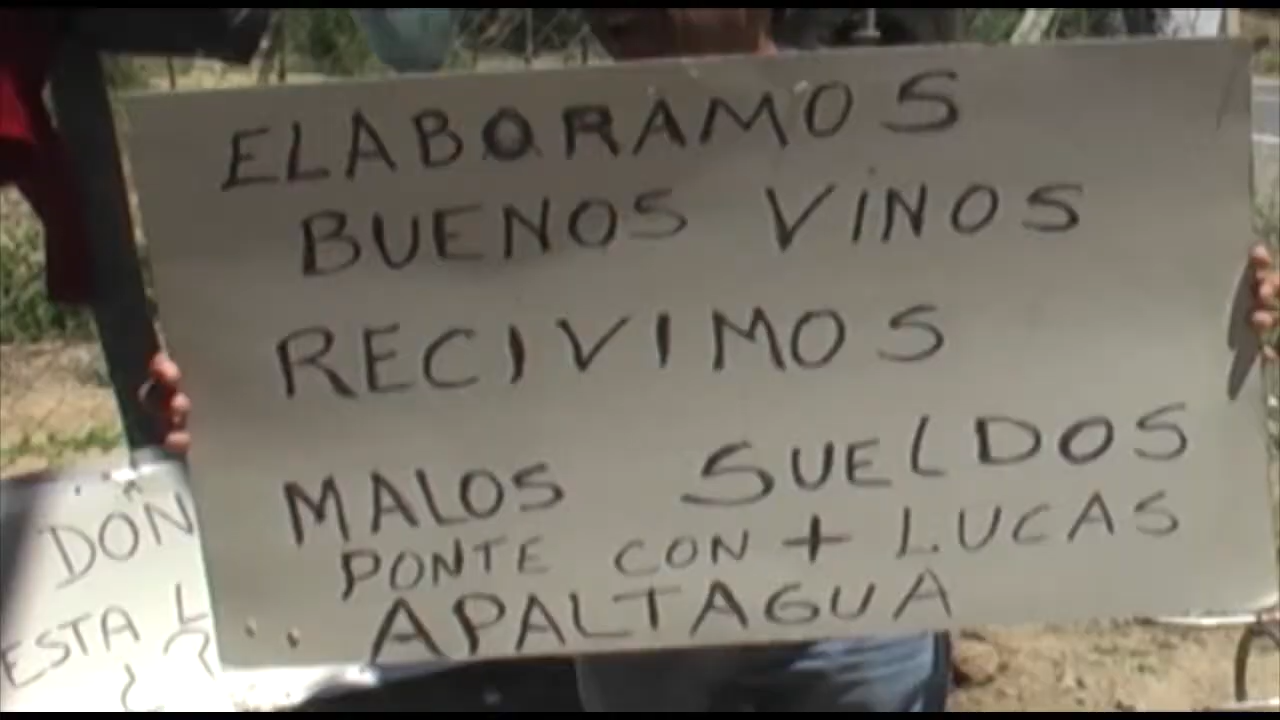 ELABORAMOS
BUENOS VINOS
RECIVIMOS
MALOS SUELDOS
PONTE CON + LUCAS
APALTAGUA
DON
ESTA L
¿?